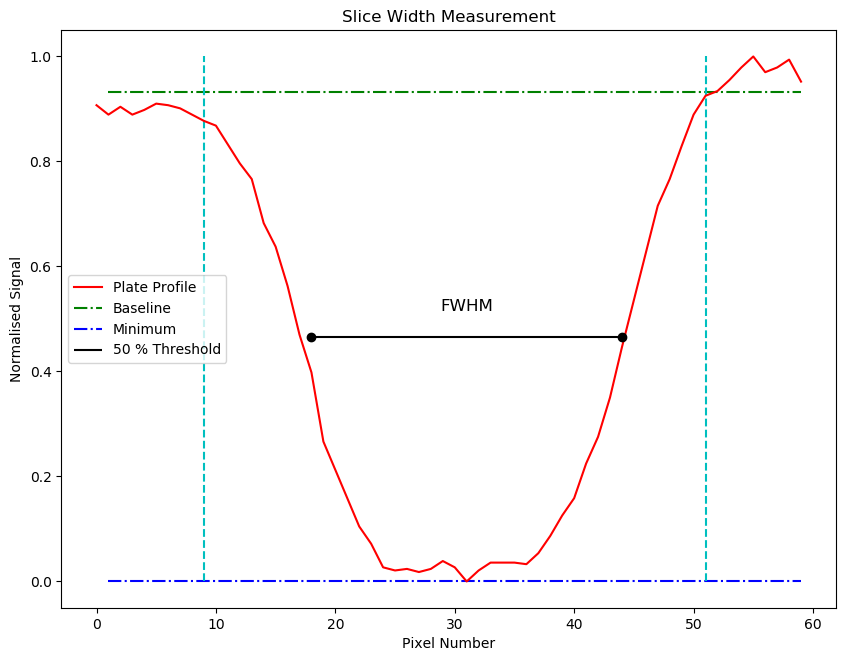 Slice Width Measurement
Normalised Signal
1.0
0.8
0.6
0.4
0.2
0.0
FWHM
Plate Profile
Baseline
Minimum
50 % Threshold
0 10 20 30 40 50 60
Pixel Number